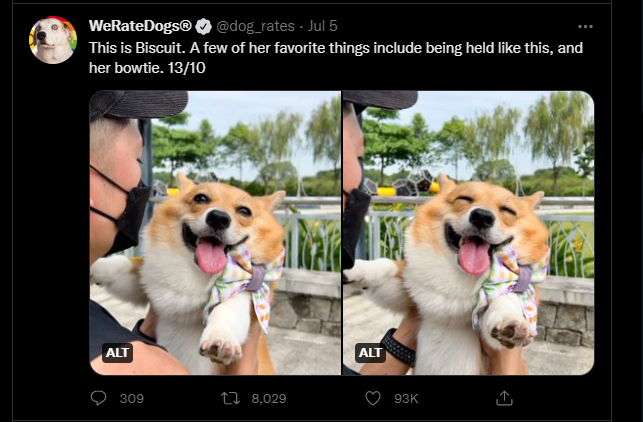 WeRateDogs® @dog_rates · Jul 5
This is Biscuit. A few of her favorite things include being held like this, and
her bowtie. 13/10
ALT ALT
309 8,029 93K